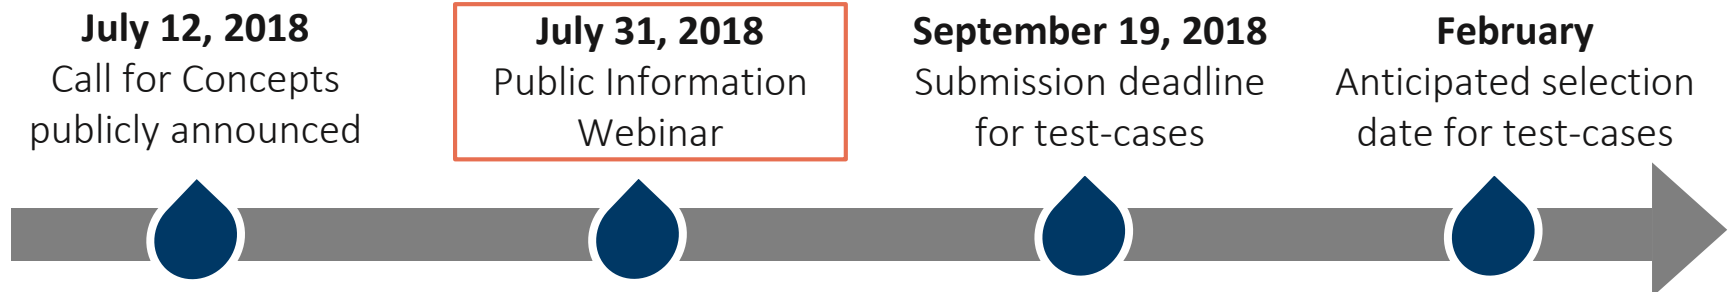 July 12, 2018
Call for Concepts
publicly announced
July 31, 2018
Public Information
Webinar
September 19, 2018
Submission deadline
for test-cases
February
Anticipated selection
date for test-cases